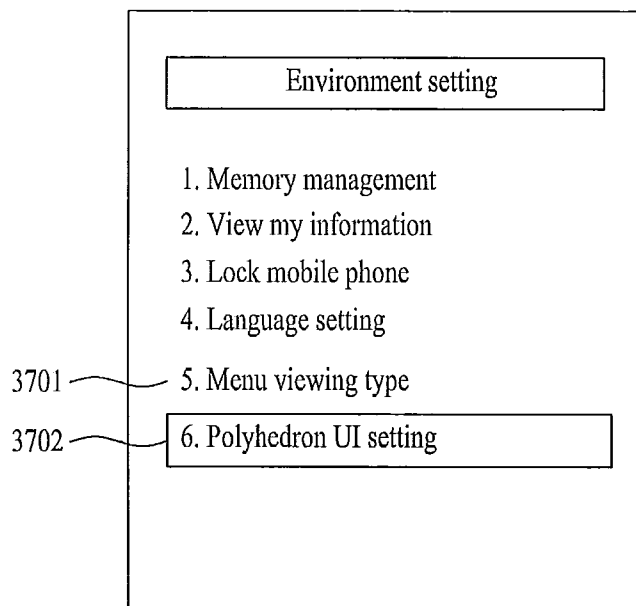 Environment setting
1. Memory management
2. View my information
3. Lock mobile phone
4. Language setting
3701
5. Menu viewing type
3702
6. Polyhedron UI setting